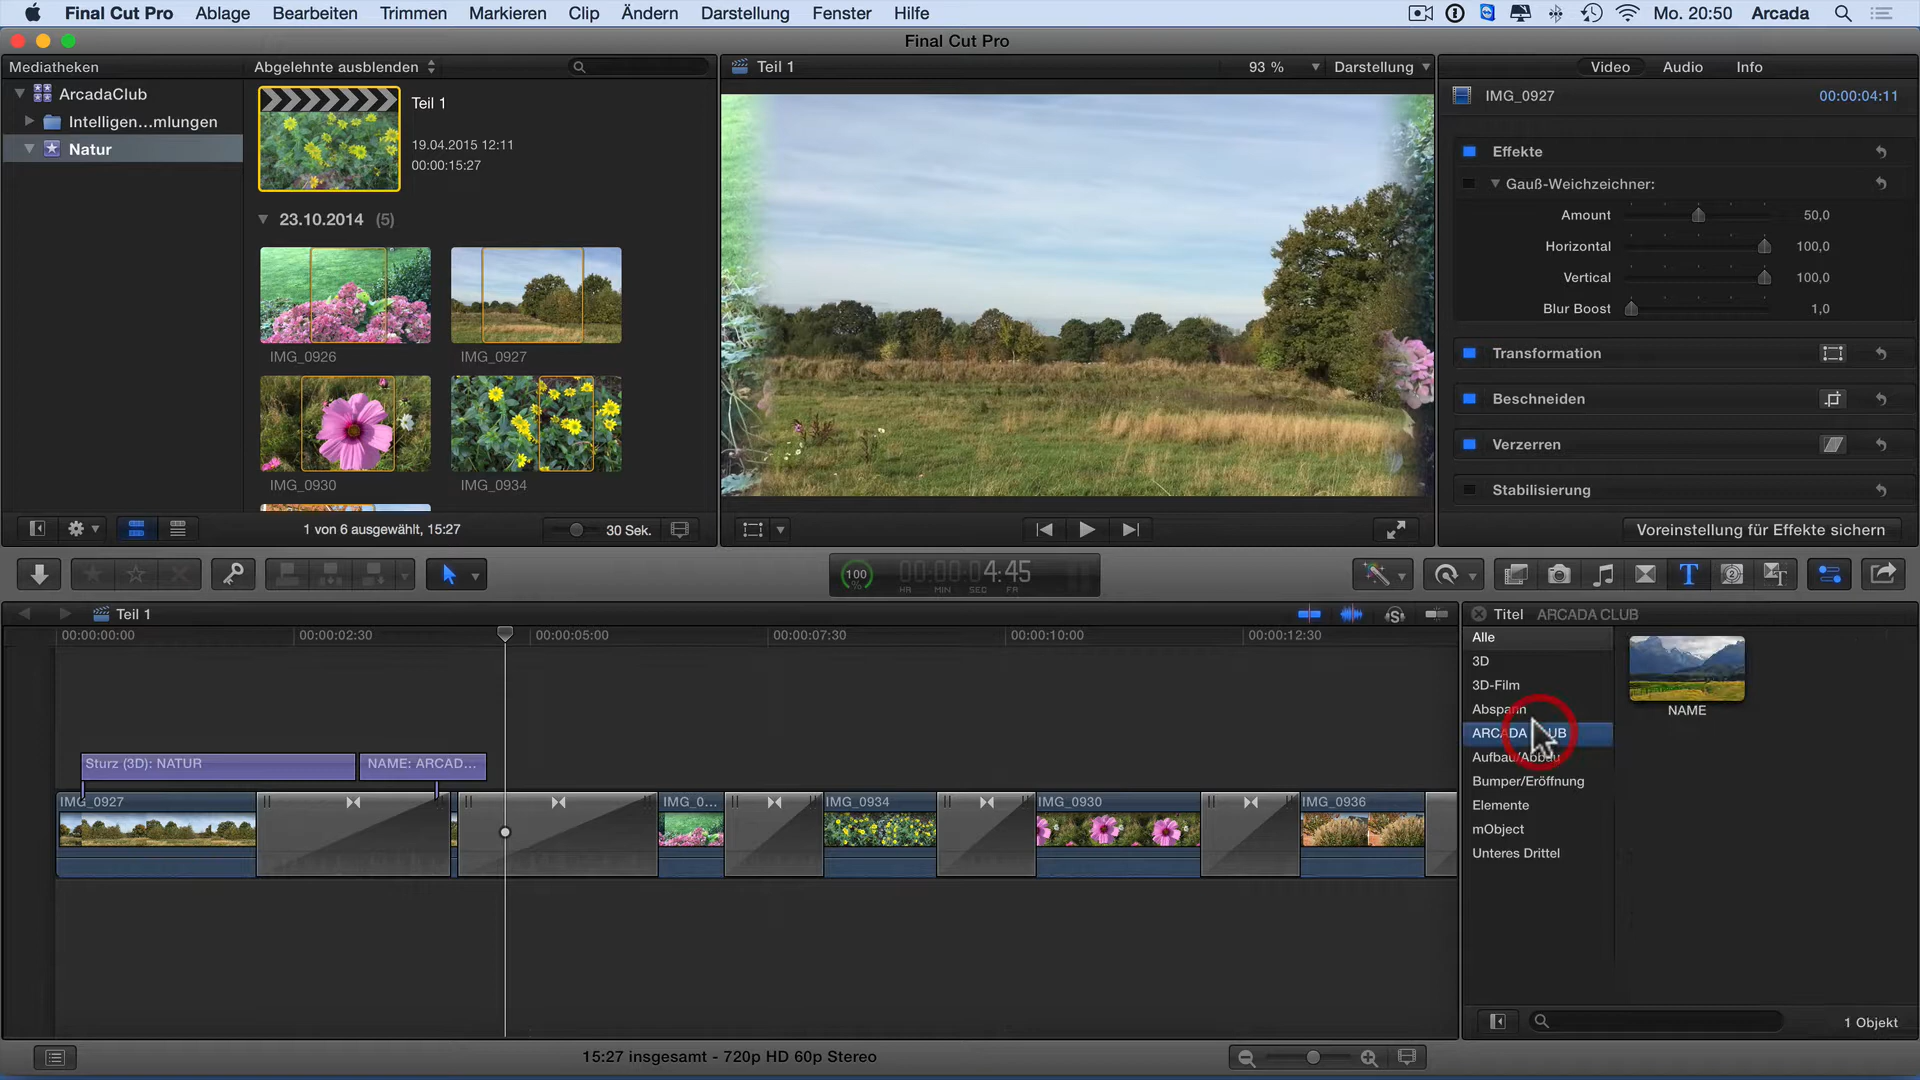 Final Cut Pro Ablage Bearbeiten Trimmen Markieren Clip Ändern Darstellung Fenster Hilfe Mo. 20:50 Arcada
Final Cut Pro
Mediatheken Abgelehnte ausblenden
ArcadaClub
Intelligen…mlungen
Natur
Teil 1
19.04.2015 12:11
00:00:15:27
23.10.2014 (5)
IMG_0926 IMG_0927
IMG_0930 IMG_0934
1 von 6 ausgewählt, 15:27 30 Sek.
Teil 1 93 % Darstellung
Video Audio Info
IMG_0927 00:00:04:11
Effekte
Gauß-Weichzeichner:
Amount 50,0
Horizontal 100,0
Vertical 100,0
Blur Boost 1,0
Transformation
Beschneiden
Verzerren
Stabilisierung
Voreinstellung für Effekte sichern
100 % 00:00:04:45
HR MIN SEC FR
Teil 1
00:00:00:00 00:00:02:30 00:00:05:00 00:00:07:30 00:00:10:00 00:00:12:30
Sturz (3D): NATUR NAME: ARCAD…
IMG_0927 IMG_0… IMG_0934 IMG_0930 IMG_0936
Titel ARCADA CLUB
Alle
3D
3D-Film
Abspann
ARCADA CLUB
Aufbau/Abbau
Bumper/Eröffnung
Elemente
mObject
Unteres Drittel
NAME
1 Objekt
15:27 insgesamt - 720p HD 60p Stereo